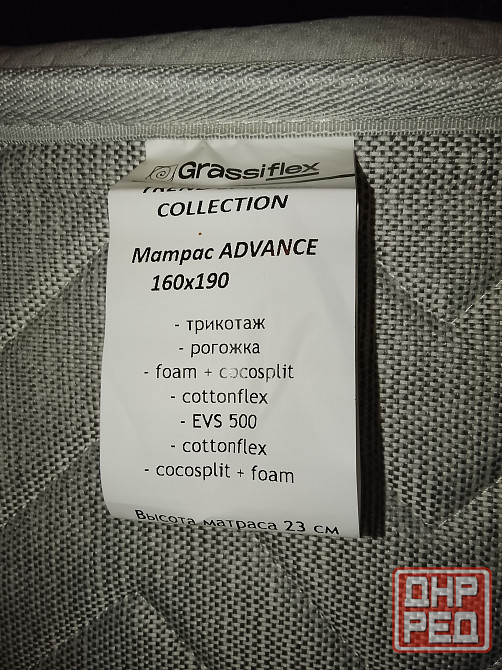 Grassiflex
COLLECTION
Матрас ADVANCE
160x190
- трикотаж
- рогожка
- foam + cocosplit
- cottonflex
- EVS 500
- cottonflex
- cocosplit + foam
Высота матраса 23 см
ДНР
РЕД